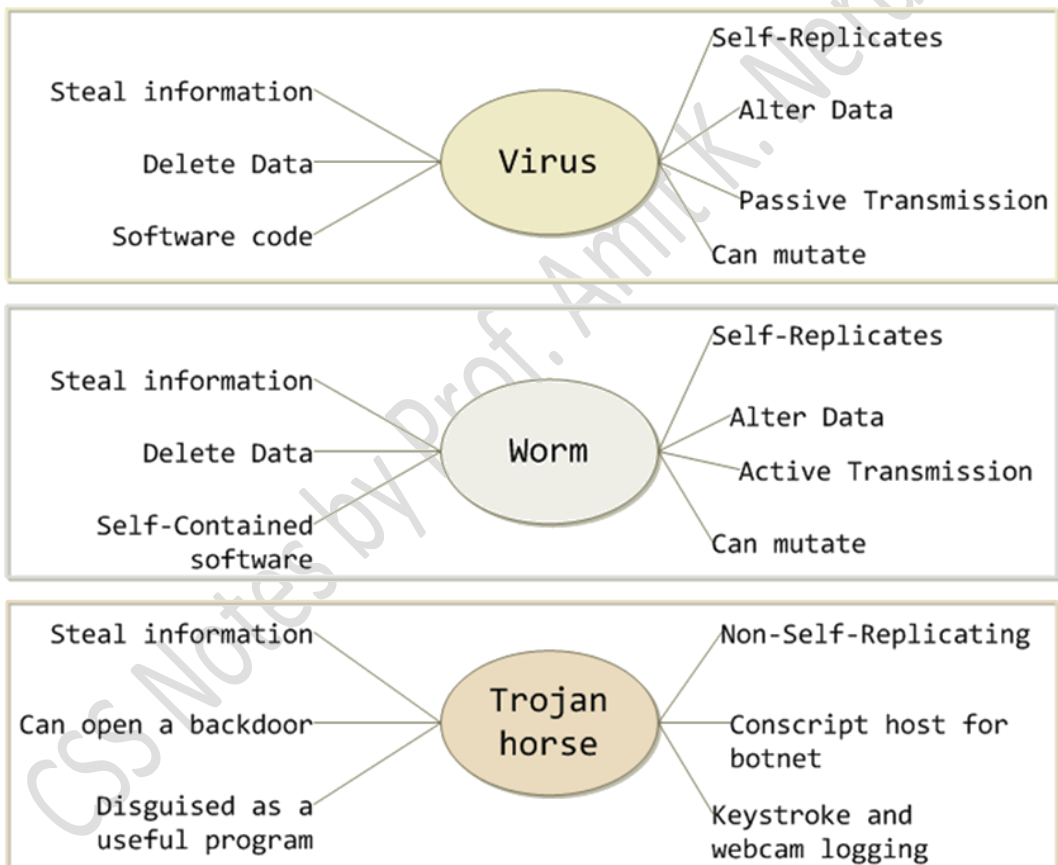 Steal information
Delete Data
Software code
Virus
Self-Replicates
Alter Data
Passive Transmission
Can mutate
Steal information
Delete Data
Self-Contained
software
Worm
Self-Replicates
Alter Data
Active Transmission
Can mutate
Steal information
Can open a backdoor
Disguised as a
useful program
Trojan
horse
Non-Self-Replicating
Conscript host for
botnet
Keystroke and
webcam logging
CSS Notes by Prof. Amit K.